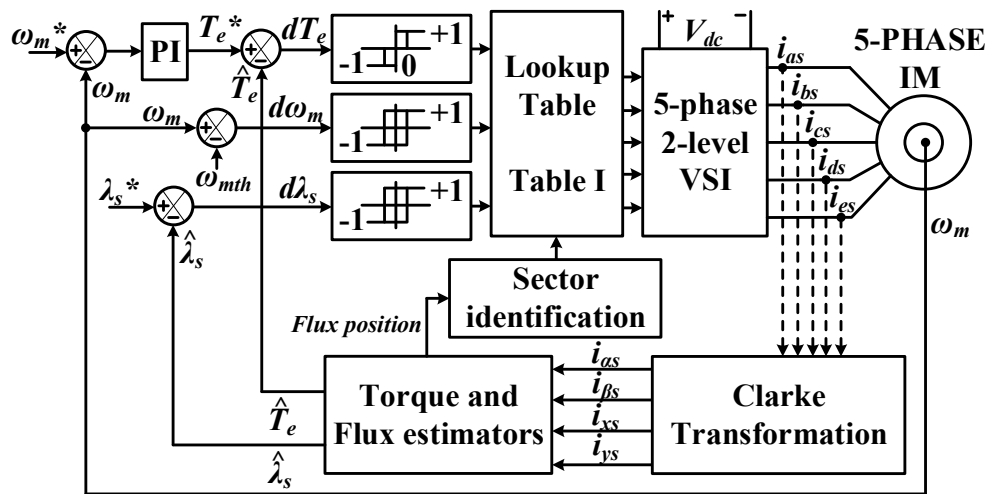 ωm*
+
−
PI
Te*
+
−
dTe
+1
-1
0
ωm
T̂e
ωm
+
−
dωm
+1
-1
ωmth
λs*
+
−
dλs
+1
-1
λ̂s
Lookup
Table
Table I
+
Vdc
−
5-phase
2-level
VSI
ias
ibs
ics
ids
ies
5-PHASE
IM
ωm
Sector
identification
Flux position
Torque and
Flux estimators
T̂e
λ̂s
iαs
iβs
ixs
iys
Clarke
Transformation